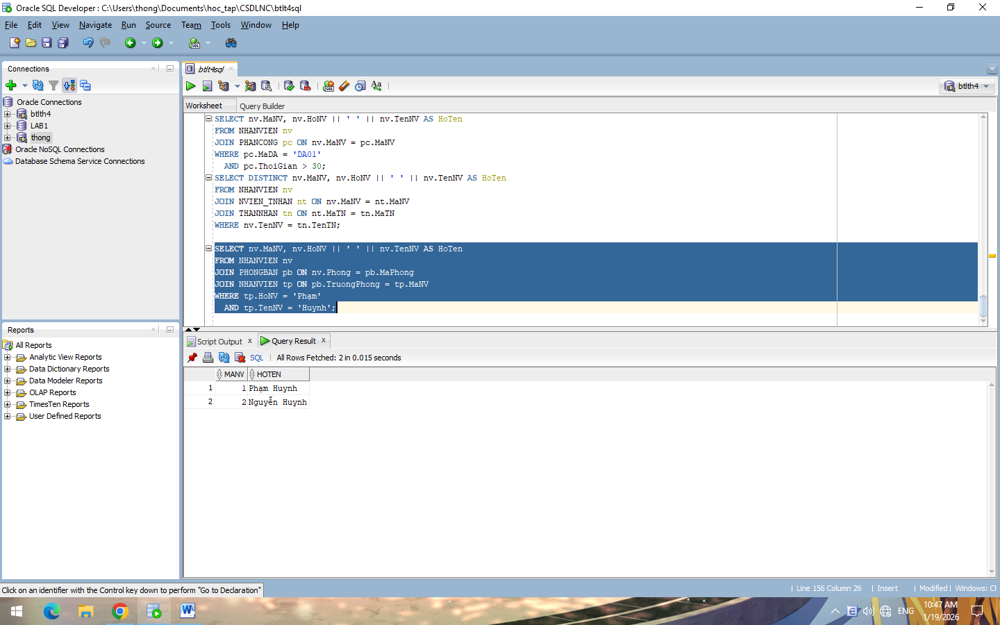 Oracle SQL Developer : C:\Users\thong\Documents\hoc_tap\CSDLNC\btlt4sql
File Edit View Navigate Run Source Team Tools Window Help
Connections
Oracle Connections
btlth4
LAB1
thong
Oracle NoSQL Connections
Database Schema Service Connections
Reports
All Reports
Analytic View Reports
Data Dictionary Reports
Data Modeler Reports
OLAP Reports
TimesTen Reports
User Defined Reports
btlt4sql
btlth4
Worksheet Query Builder
SELECT nv.MaNV, nv.HoNV || ' ' || nv.TenNV AS HoTen
FROM NHANVIEN nv
JOIN PHANCONG pc ON nv.MaNV = pc.MaNV
WHERE pc.MaDA = 'DA01'
AND pc.ThoiGian > 30;
SELECT DISTINCT nv.MaNV, nv.HoNV || ' ' || nv.TenNV AS HoTen
FROM NHANVIEN nv
JOIN NVIEN_TNHAN nt ON nv.MaNV = nt.MaNV
JOIN THANNHAN tn ON nt.MaTN = tn.MaTN
WHERE nv.TenNV = tn.TenTN;
SELECT nv.MaNV, nv.HoNV || ' ' || nv.TenNV AS HoTen
FROM NHANVIEN nv
JOIN PHONGBAN pb ON nv.Phong = pb.MaPhong
JOIN NHANVIEN tp ON pb.TruongPhong = tp.MaNV
WHERE tp.HoNV = 'Phạm'
AND tp.TenNV = 'Huynh';
Script Output x Query Result x
SQL | All Rows Fetched: 2 in 0.015 seconds
MANV HOTEN
1 1 Phạm Huynh
2 2 Nguyễn Huynh
Click on an identifier with the Control key down to perform "Go to Declaration"
| Line 156 Column 26 | Insert | Modified | Windows: CF
ENG
10:47 AM
1/19/2026